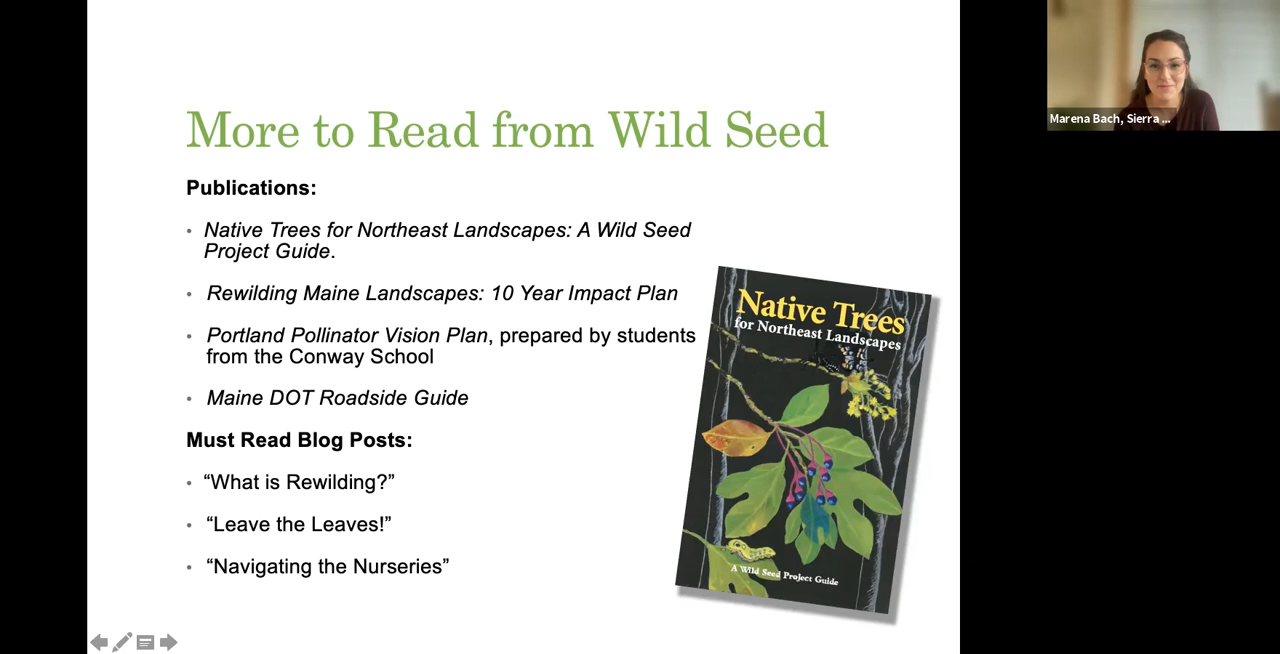 More to Read from Wild Seed
Publications:
• Native Trees for Northeast Landscapes: A Wild Seed
Project Guide.
• Rewilding Maine Landscapes: 10 Year Impact Plan
• Portland Pollinator Vision Plan, prepared by students
from the Conway School
• Maine DOT Roadside Guide
Must Read Blog Posts:
• “What is Rewilding?”
• “Leave the Leaves!”
• “Navigating the Nurseries”
Native Trees
for Northeast Landscapes
A Wild Seed Project Guide
Marena Bach, Sierra ...